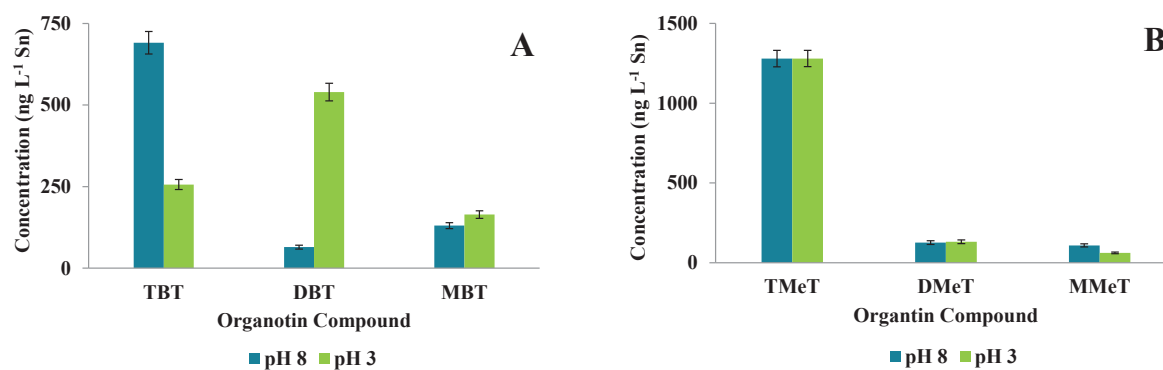 A
Concentration (ng L-1 Sn)
750
500
250
0
TBT DBT MBT
Organotin Compound
pH 8 pH 3
B
Concentration (ng L-1 Sn)
1500
1000
500
0
TMeT DMeT MMeT
Organtin Compound
pH 8 pH 3